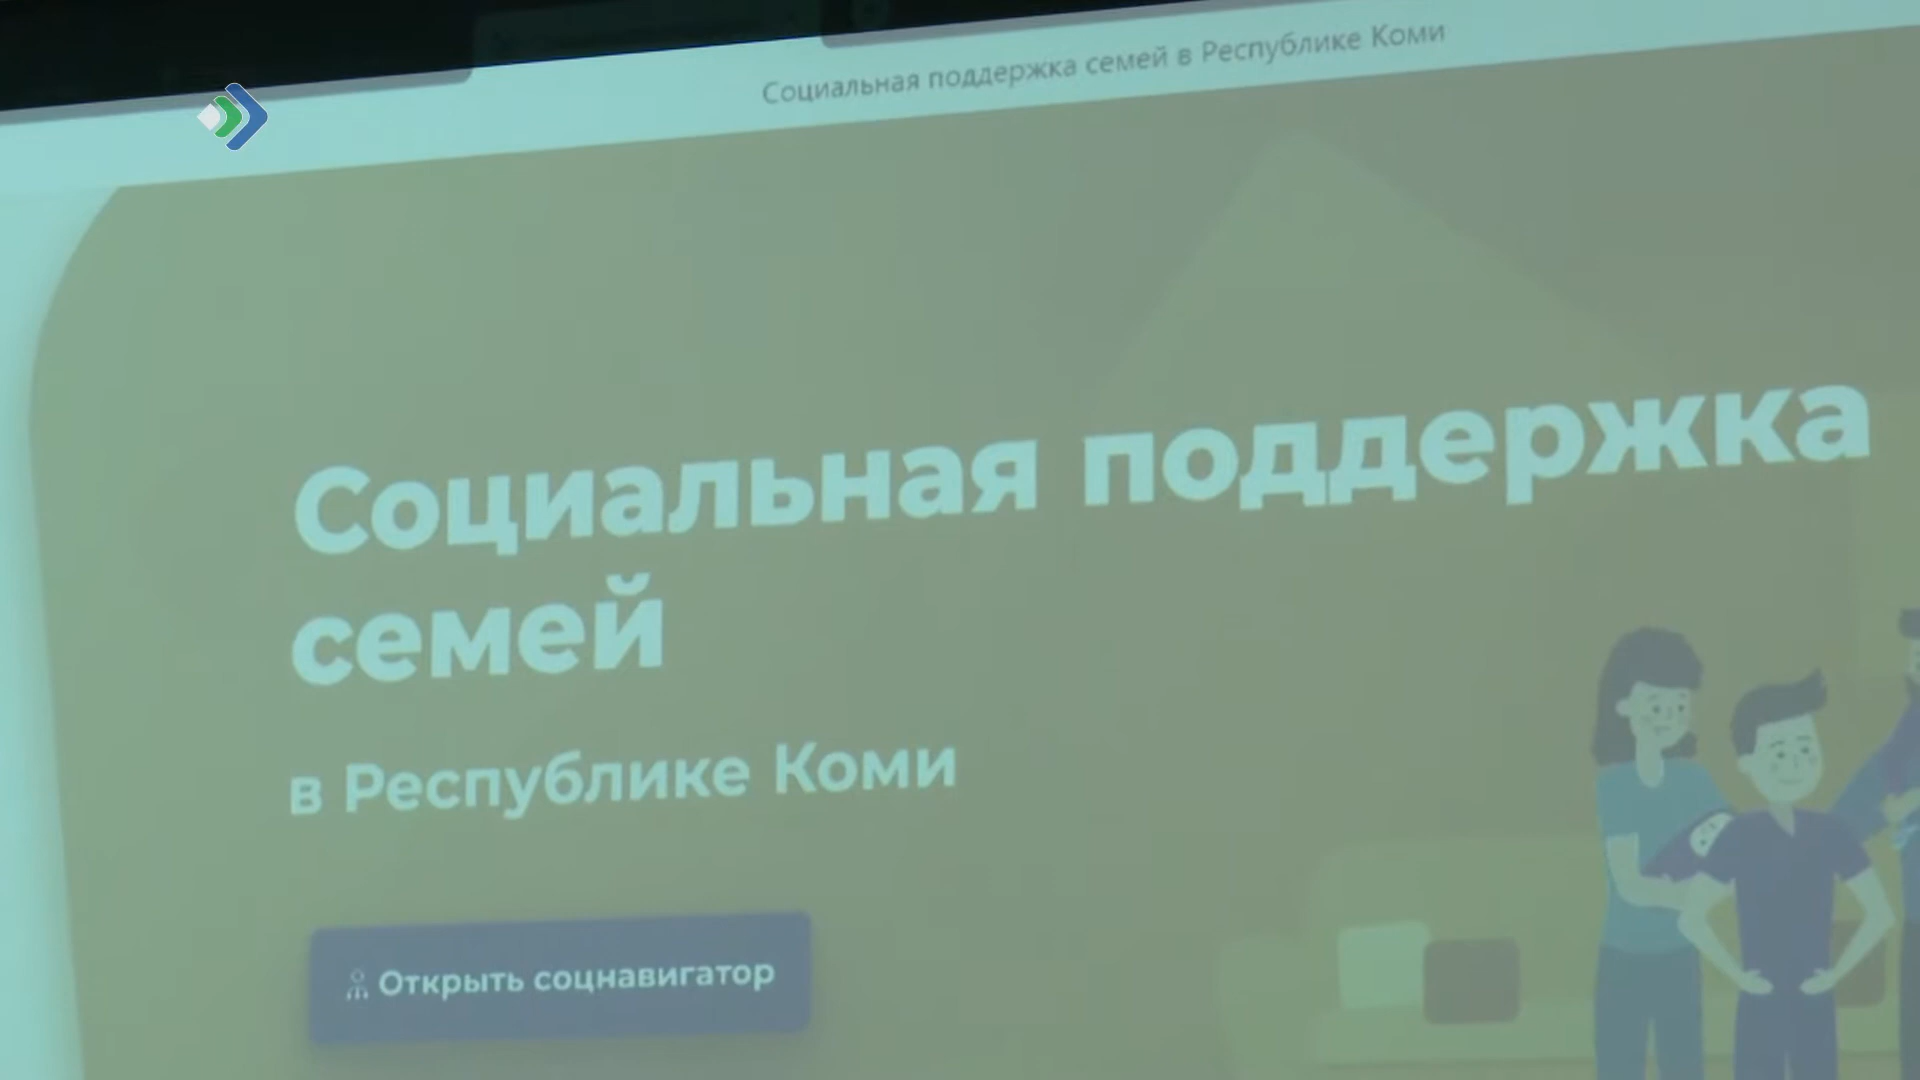 Социальная поддержка семей в Республике Коми
Социальная поддержка
семей
в Республике Коми
Открыть соцнавигатор